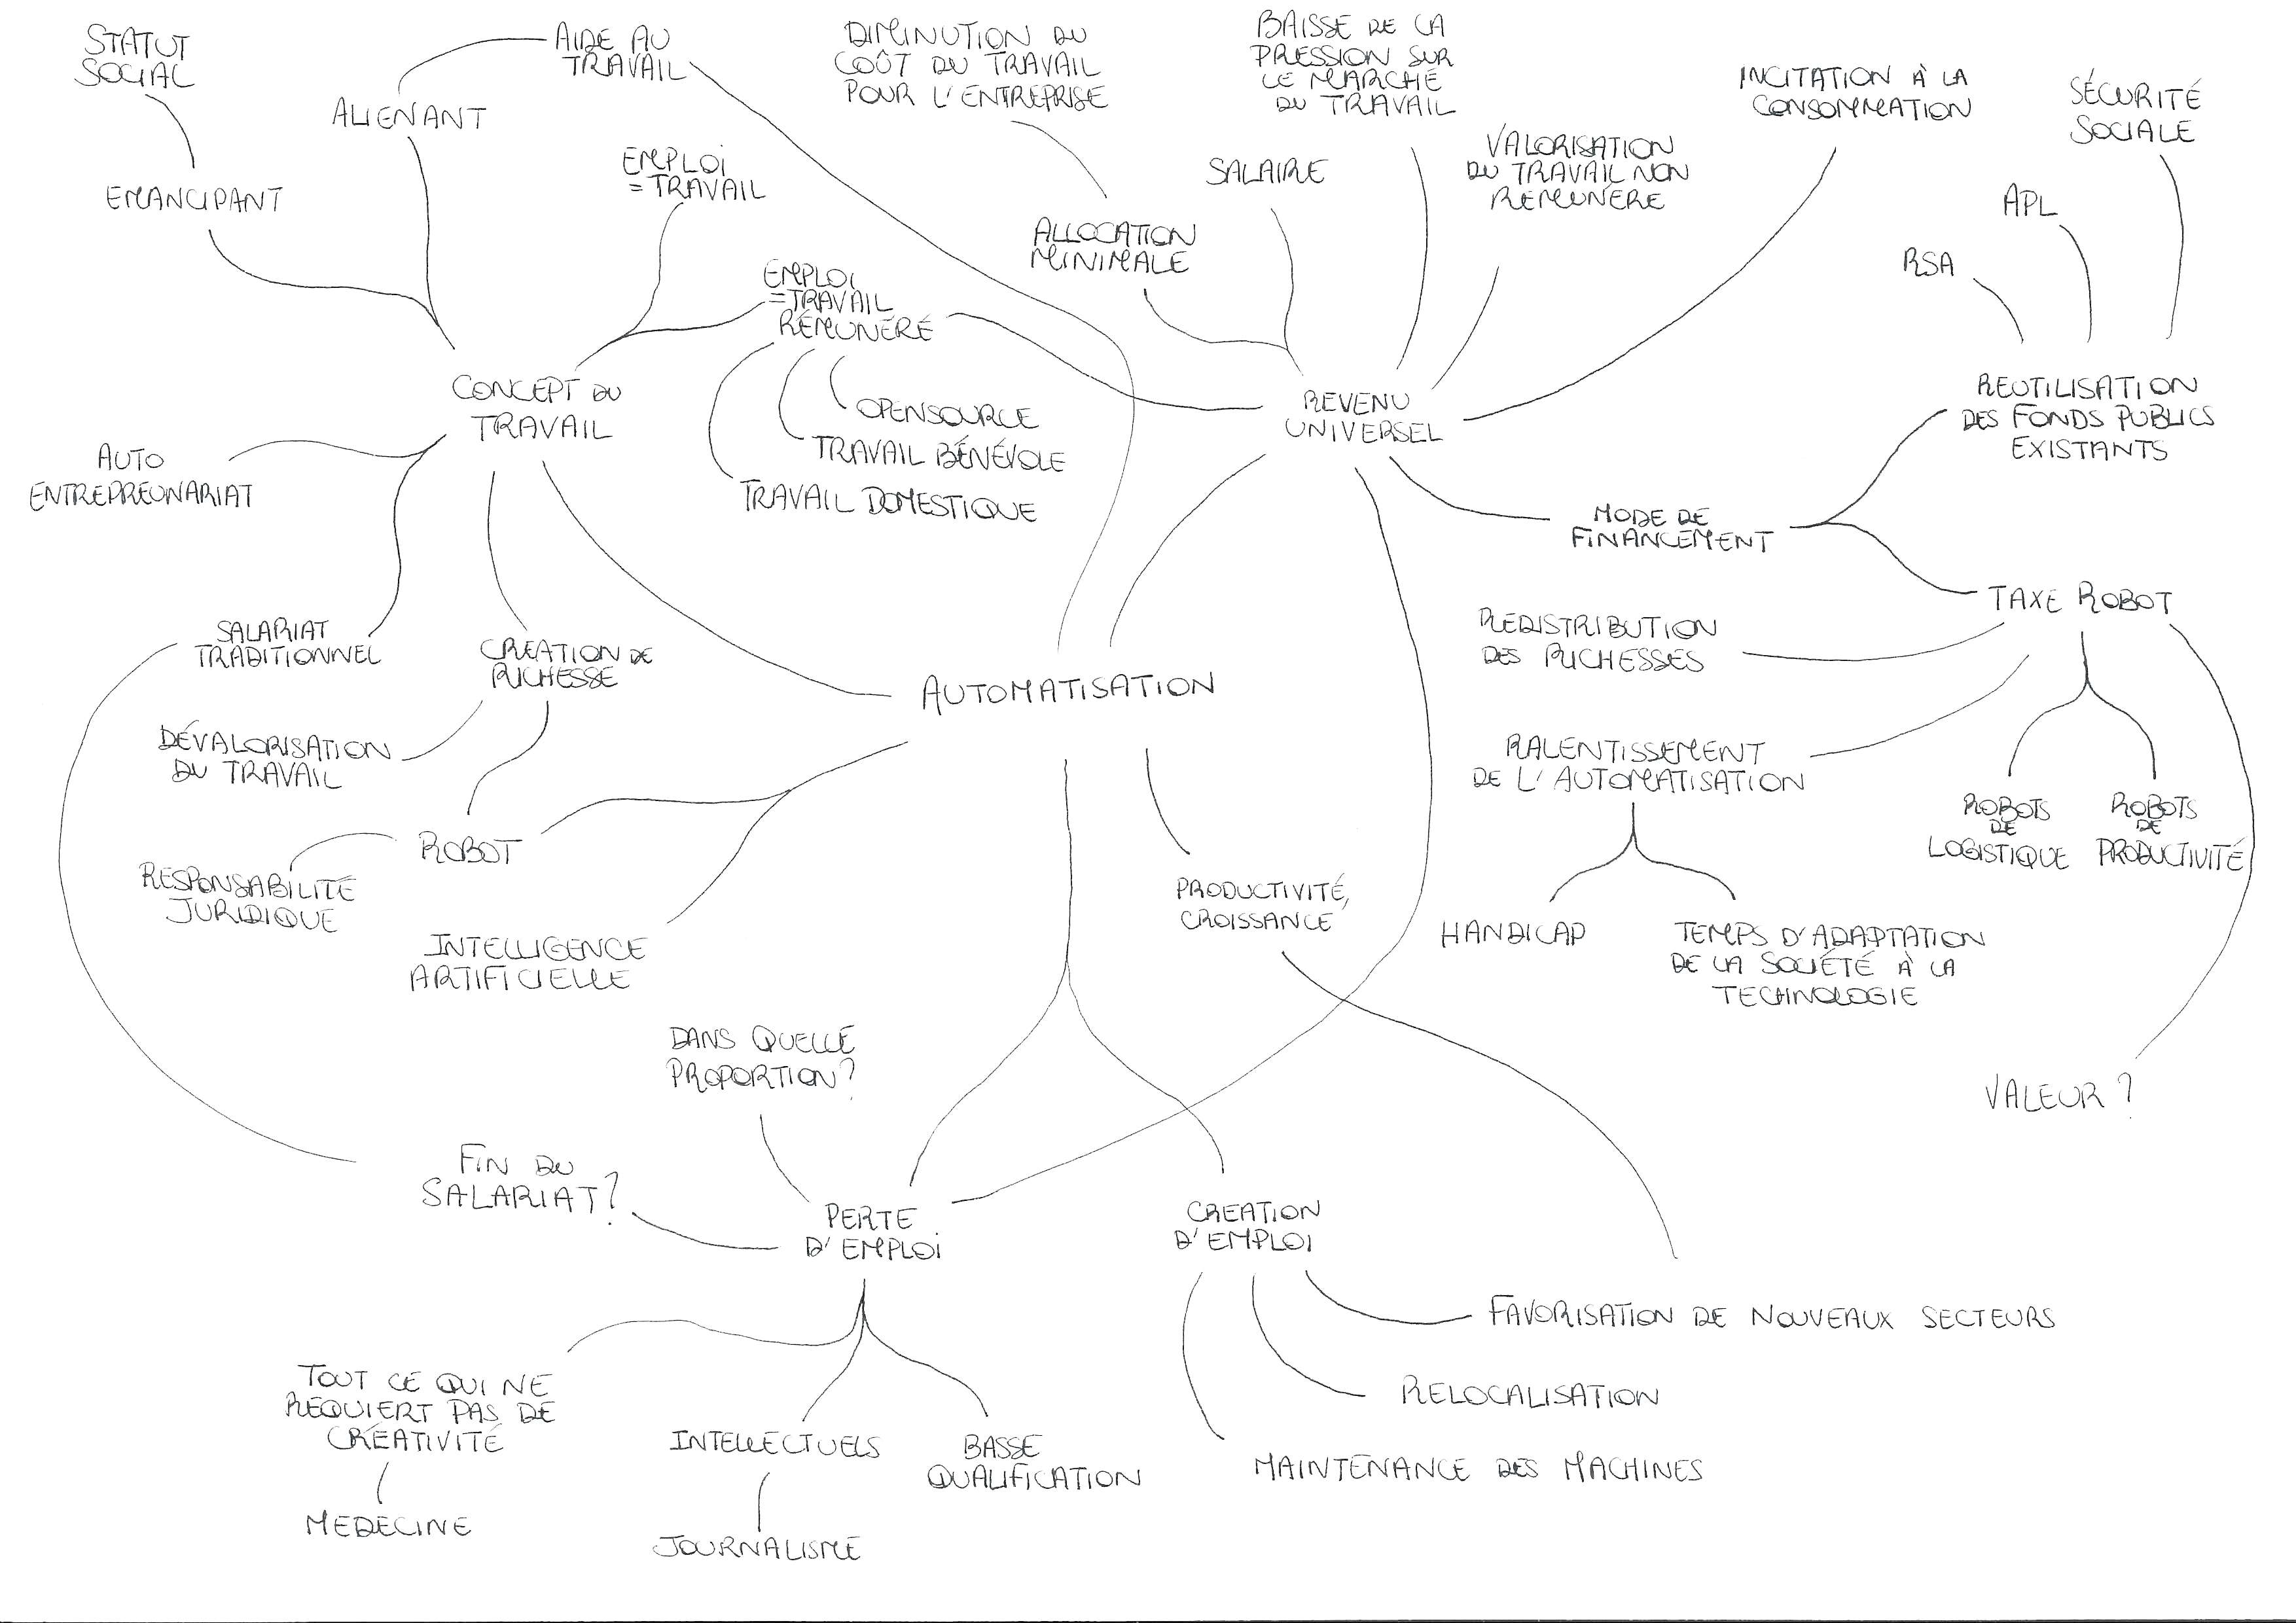 STATUT
SOCIAL
AIDE AU
TRAVAIL
ALIENANT
EMANCIPANT
EMPLOI
= TRAVAIL
EMPLOI
= TRAVAIL
RÉMUNÉRÉ
OPENSOURCE
TRAVAIL BÉNÉVOLE
TRAVAIL DOMESTIQUE
CONCEPT DU
TRAVAIL
AUTO
ENTREPREUNARIAT
SALARIAT
TRADITIONNEL
CREATION DE
RICHESSE
DÉVALORISATION
DU TRAVAIL
ROBOT
RESPONSABILITÉ
JURIDIQUE
INTELLIGENCE
ARTIFICIELLE
DIMINUTION DU
COÛT DU TRAVAIL
POUR L'ENTREPRISE
BAISSE DE LA
PRESSION SUR
LE MARCHÉ
DU TRAVAIL
SALAIRE
ALLOCATION
MINIMALE
VALORISATION
DU TRAVAIL NON
REMUNERE
INCITATION À LA
CONSOMMATION
SÉCURITÉ
SOCIALE
APL
RSA
REVENU
UNIVERSEL
REUTILISATION
DES FONDS PUBLICS
EXISTANTS
MODE DE
FINANCEMENT
TAXE ROBOT
REDISTRIBUTION
DES RICHESSES
RALENTISSEMENT
DE L'AUTOMATISATION
ROBOTS
DE
LOGISTIQUE
ROBOTS
DE
PRODUCTIVITÉ
HANDICAP
TEMPS D'ADAPTATION
DE LA SOCIÉTÉ À LA
TECHNOLOGIE
VALEUR ?
AUTOMATISATION
PRODUCTIVITÉ,
CROISSANCE
DANS QUELLE
PROPORTION ?
FIN DU
SALARIAT ?
PERTE
D'EMPLOI
CREATION
D'EMPLOI
FAVORISATION DE NOUVEAUX SECTEURS
RELOCALISATION
MAINTENANCE DES MACHINES
TOUT CE QUI NE
REQUIERT PAS DE
CRÉATIVITÉ
MEDECINE
INTELLECTUELS
JOURNALISME
BASSE
QUALIFICATION